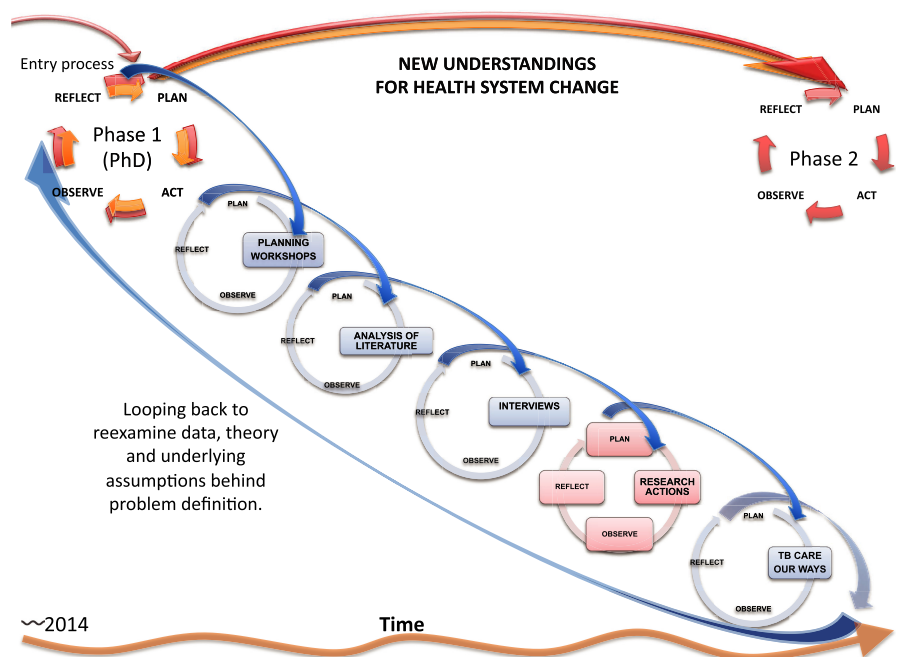 NEW UNDERSTANDINGS
FOR HEALTH SYSTEM CHANGE
Entry process
REFLECT
PLAN
Phase 1
(PhD)
OBSERVE
ACT
REFLECT
PLAN
Phase 2
OBSERVE
ACT
PLAN
REFLECT
PLANNING
WORKSHOPS
OBSERVE
PLAN
REFLECT
ANALYSIS OF
LITERATURE
OBSERVE
PLAN
REFLECT
INTERVIEWS
OBSERVE
PLAN
REFLECT
RESEARCH
ACTIONS
OBSERVE
PLAN
REFLECT
TB CARE
OUR WAYS
OBSERVE
Looping back to
reexamine data, theory
and underlying
assumptions behind
problem definition.
2014
Time